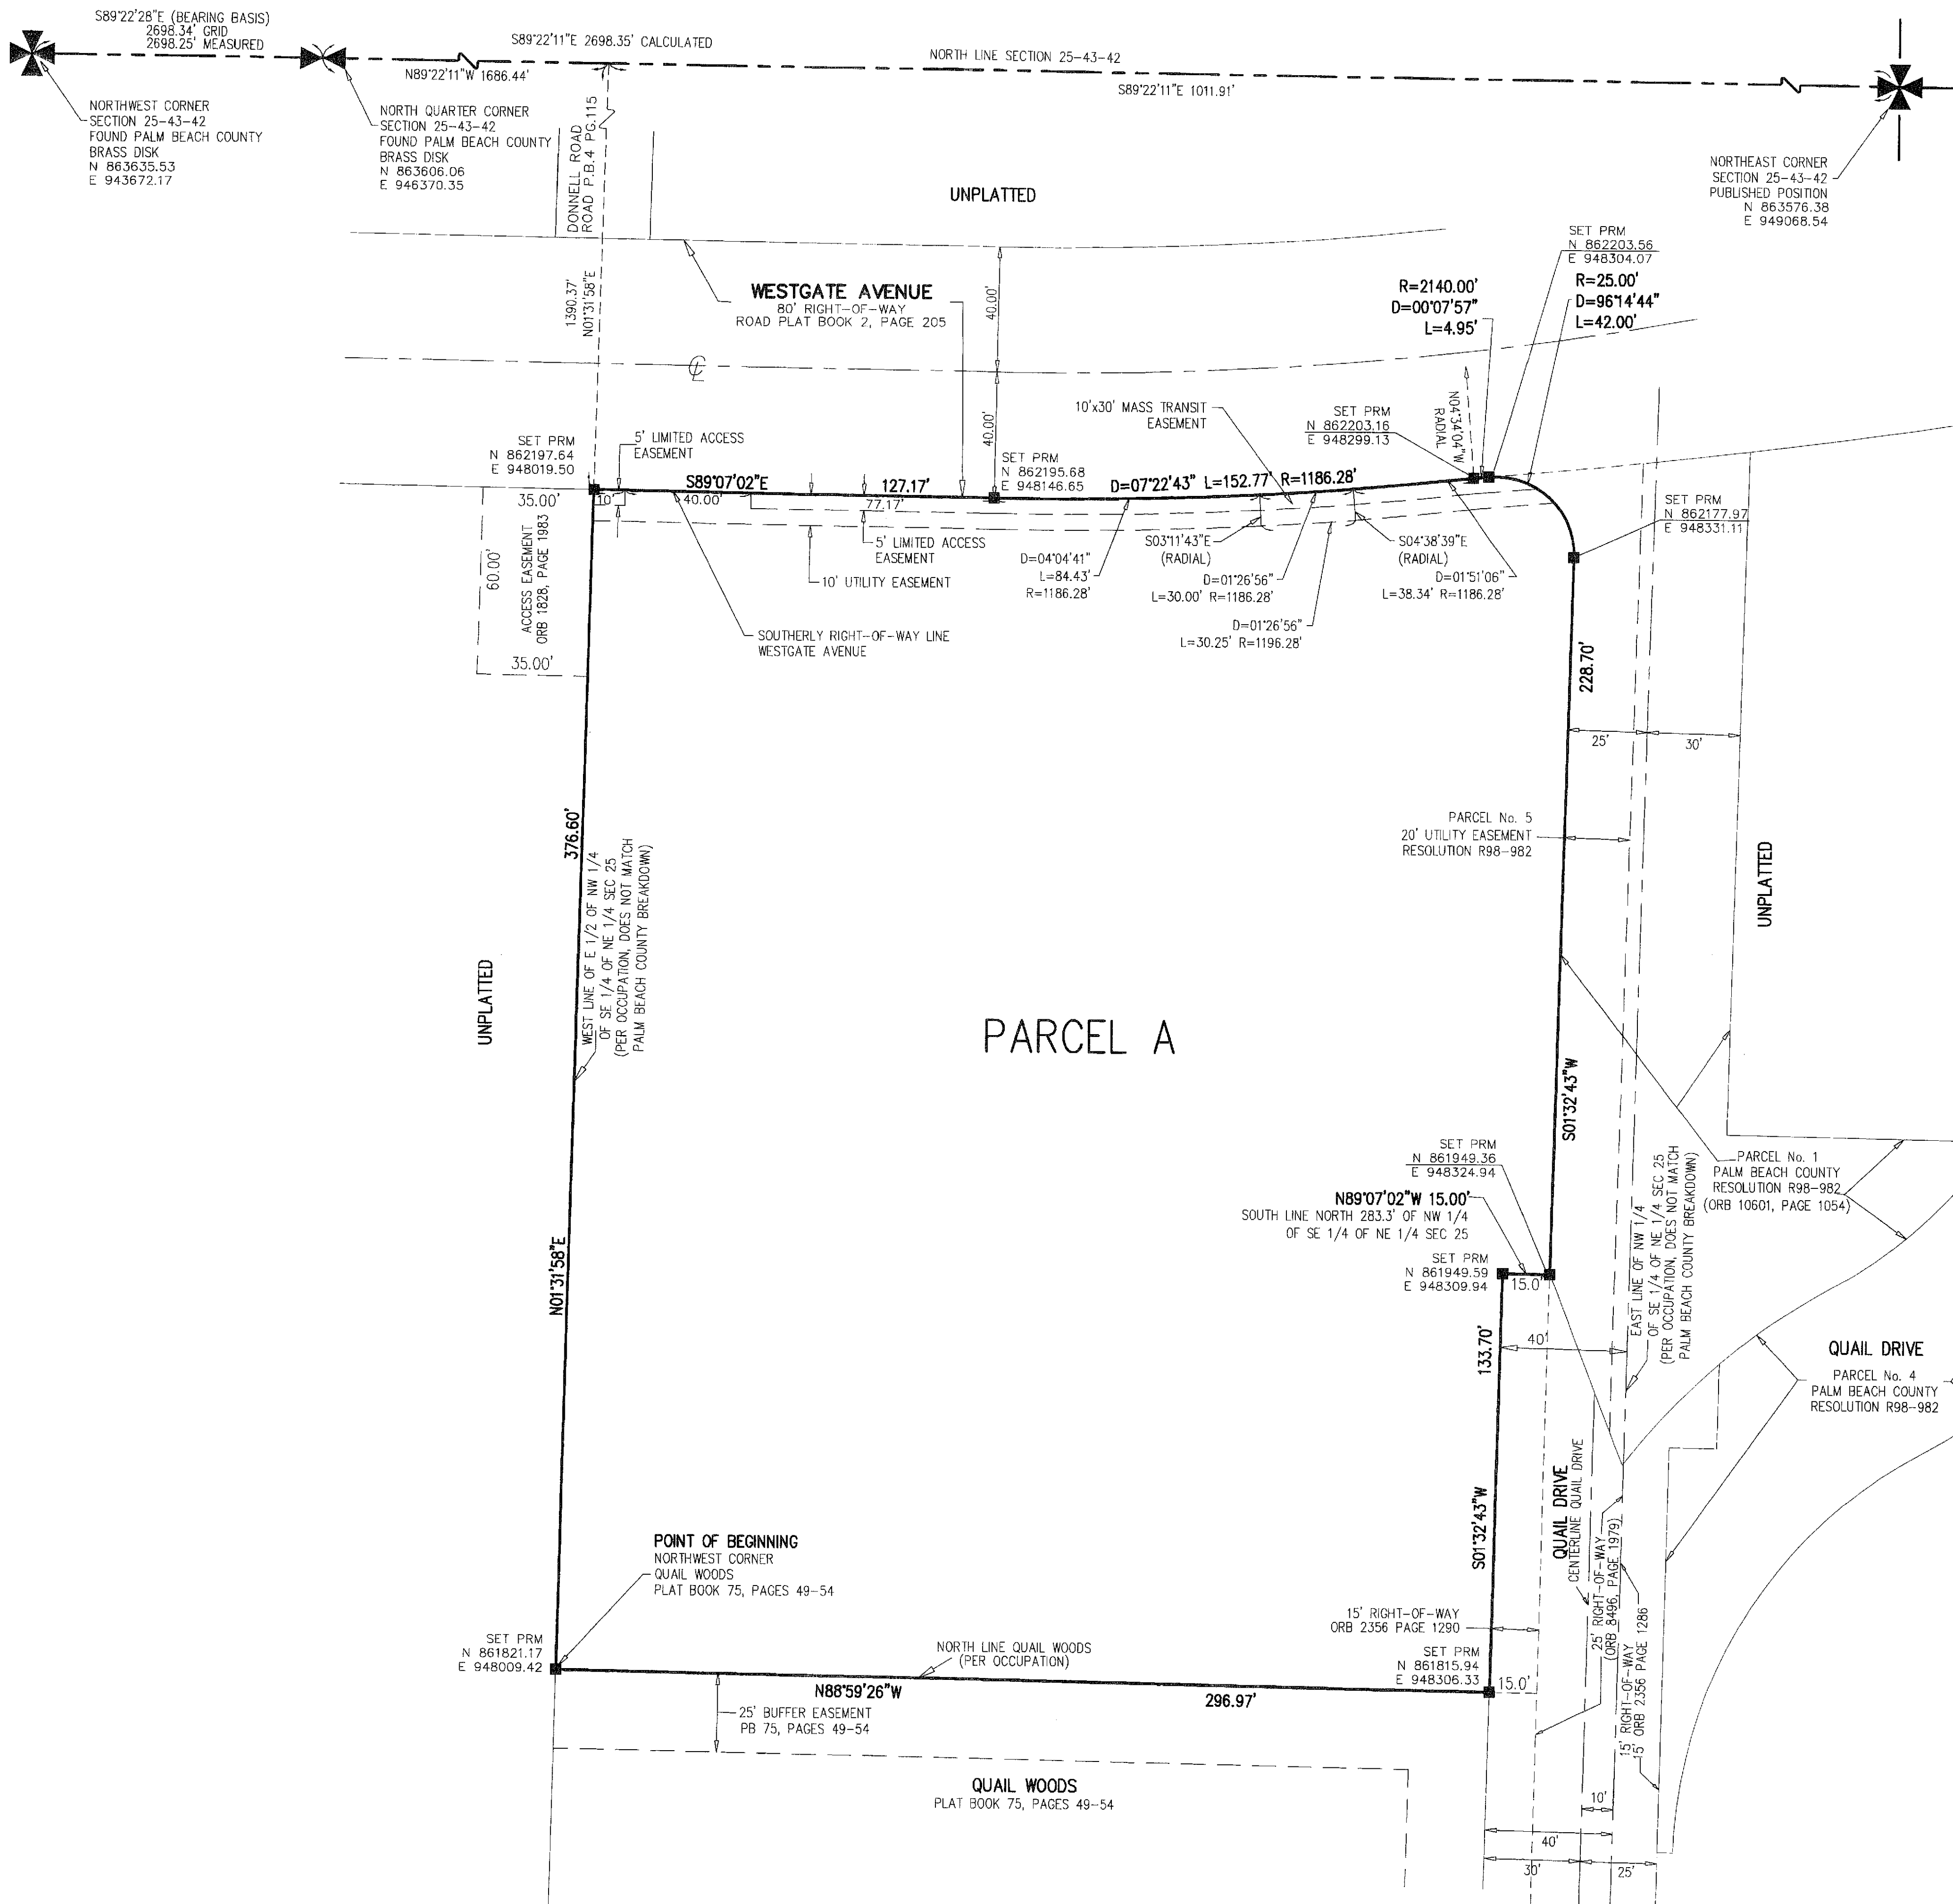 S89°22'28"E (BEARING BASIS)
2698.34' GRID
2698.25' MEASURED
S89°22'11"E 2698.35' CALCULATED
N89°22'11"W 1686.44'
NORTH LINE SECTION 25-43-42
S89°22'11"E 1011.91'
NORTHWEST CORNER
SECTION 25-43-42
FOUND PALM BEACH COUNTY
BRASS DISK
N 863635.53
E 943672.17
NORTH QUARTER CORNER
SECTION 25-43-42
FOUND PALM BEACH COUNTY
BRASS DISK
N 863606.06
E 946370.35
DONNELL ROAD
ROAD P.B.4 PG.115
NORTHEAST CORNER
SECTION 25-43-42
PUBLISHED POSITION
N 863576.38
E 949068.54
UNPLATTED
1390.37'
N01°31'58"E
WESTGATE AVENUE
80' RIGHT-OF-WAY
ROAD PLAT BOOK 2, PAGE 205
40.00'
40.00'
℄
SET PRM
N 862203.56
E 948304.07
R=2140.00'
D=00°07'57"
L=4.95'
R=25.00'
D=96°14'44"
L=42.00'
10'x30' MASS TRANSIT
EASEMENT
SET PRM
N 862203.16
E 948299.13
N04°34'04"W
RADIAL
SET PRM
N 862197.64
E 948019.50
5' LIMITED ACCESS
EASEMENT
SET PRM
N 862195.68
E 948146.65
S89°07'02"E
127.17'
D=07°22'43" L=152.77' R=1186.28'
35.00'
10'
40.00'
77.17'
SET PRM
N 862177.97
E 948331.11
60.00'
ACCESS EASEMENT
ORB 1828, PAGE 1983
35.00'
5' LIMITED ACCESS
EASEMENT
10' UTILITY EASEMENT
D=04°04'41"
L=84.43'
R=1186.28'
S03°11'43"E
(RADIAL)
D=01°26'56"
L=30.00' R=1186.28'
S04°38'39"E
(RADIAL)
D=01°51'06"
L=38.34' R=1186.28'
D=01°26'56"
L=30.25' R=1196.28'
SOUTHERLY RIGHT-OF-WAY LINE
WESTGATE AVENUE
228.70'
25'
30'
PARCEL No. 5
20' UTILITY EASEMENT
RESOLUTION R98-982
UNPLATTED
376.60'
WEST LINE OF E 1/2 OF NW 1/4
OF SE 1/4 OF NE 1/4 SEC 25
(PER OCCUPATION, DOES NOT MATCH
PALM BEACH COUNTY BREAKDOWN)
UNPLATTED
PARCEL A
S01°32'43"W
N01°31'58"E
SET PRM
N 861949.36
E 948324.94
N89°07'02"W 15.00'
SOUTH LINE NORTH 283.3' OF NW 1/4
OF SE 1/4 OF NE 1/4 SEC 25
SET PRM
N 861949.59
E 948309.94
15.0'
EAST LINE OF NW 1/4
OF SE 1/4 OF NE 1/4 SEC 25
(PER OCCUPATION, DOES NOT MATCH
PALM BEACH COUNTY BREAKDOWN)
PARCEL No. 1
PALM BEACH COUNTY
RESOLUTION R98-982
(ORB 10601, PAGE 1054)
40'
133.70'
QUAIL DRIVE
PARCEL No. 4
PALM BEACH COUNTY
RESOLUTION R98-982
S01°32'43"W
QUAIL DRIVE
CENTERLINE QUAIL DRIVE
25' RIGHT-OF-WAY
(ORB 8496, PAGE 1979)
15' RIGHT-OF-WAY
ORB 2356 PAGE 1286
15'
POINT OF BEGINNING
NORTHWEST CORNER
QUAIL WOODS
PLAT BOOK 75, PAGES 49-54
15' RIGHT-OF-WAY
ORB 2356 PAGE 1290
SET PRM
N 861821.17
E 948009.42
NORTH LINE QUAIL WOODS
(PER OCCUPATION)
SET PRM
N 861815.94
E 948306.33
15.0'
N88°59'26"W
296.97'
25' BUFFER EASEMENT
PB 75, PAGES 49-54
QUAIL WOODS
PLAT BOOK 75, PAGES 49-54
10'
40'
30'
25'